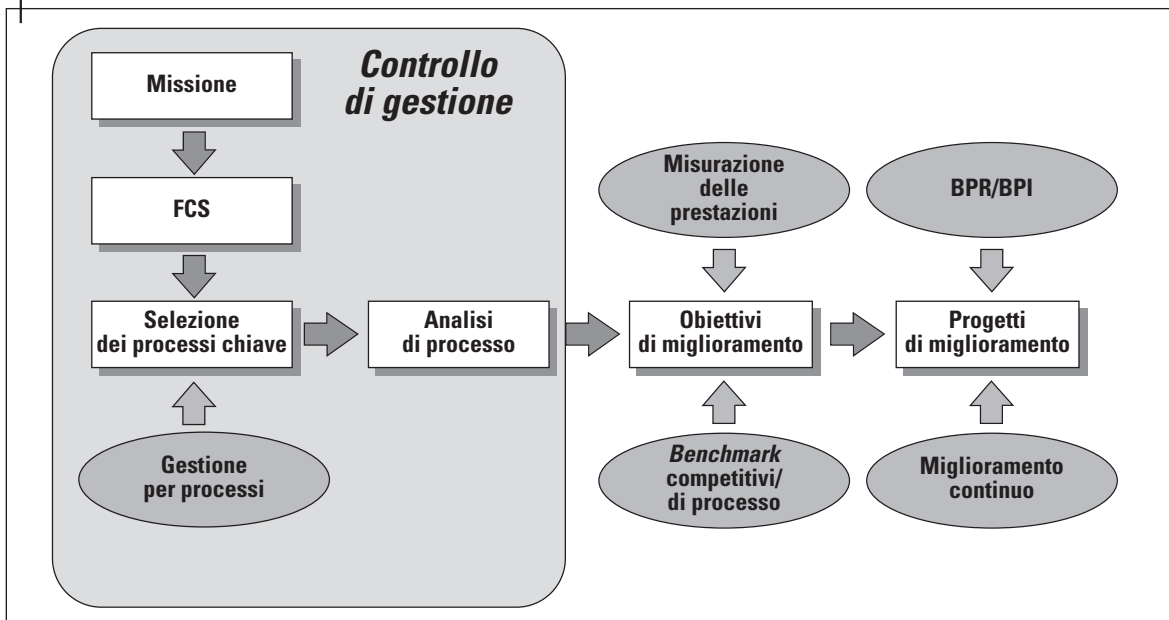 Controllo
di gestione
Missione
FCS
Selezione
dei processi chiave
Analisi
di processo
Gestione
per processi
Misurazione
delle
prestazioni
BPR/BPI
Obiettivi
di miglioramento
Progetti
di miglioramento
Benchmark
competitivi/
di processo
Miglioramento
continuo